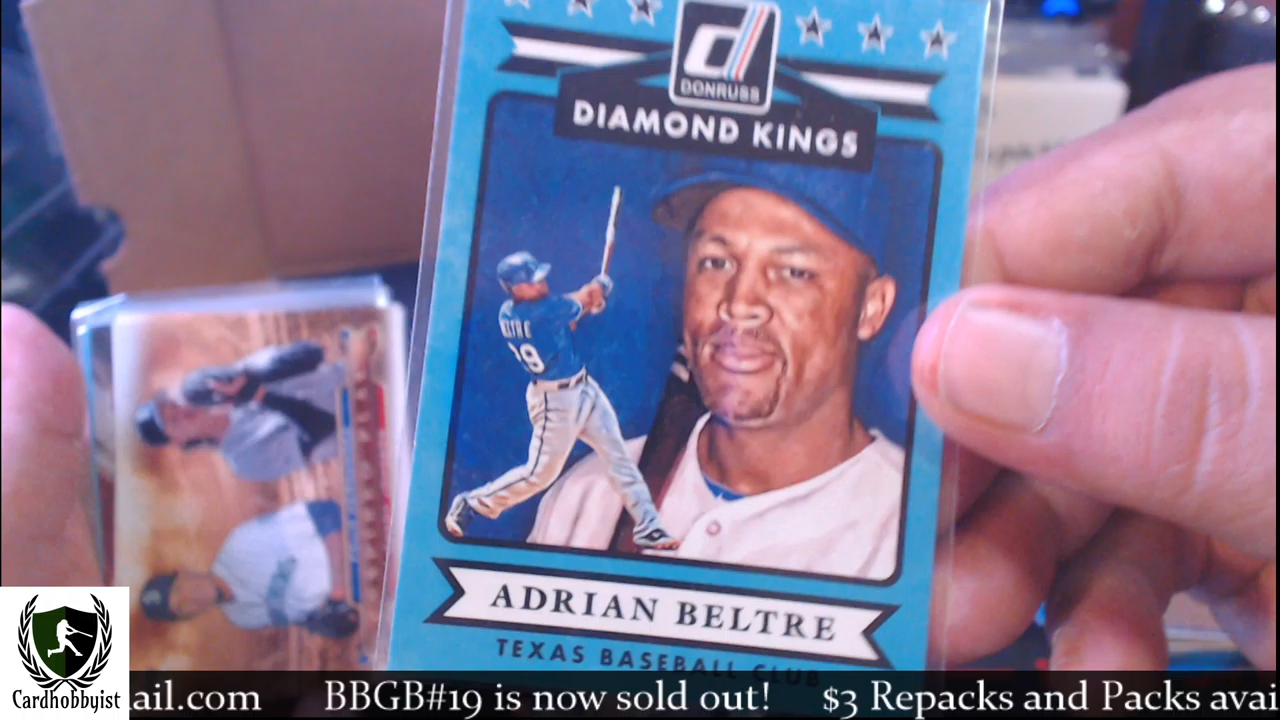 d
DONRUSS
DIAMOND KINGS
ADRIAN BELTRE
TEXAS BASEBALL CLUB
Cardhobbyist
ail.com BBGB#19 is now sold out! $3 Repacks and Packs avai